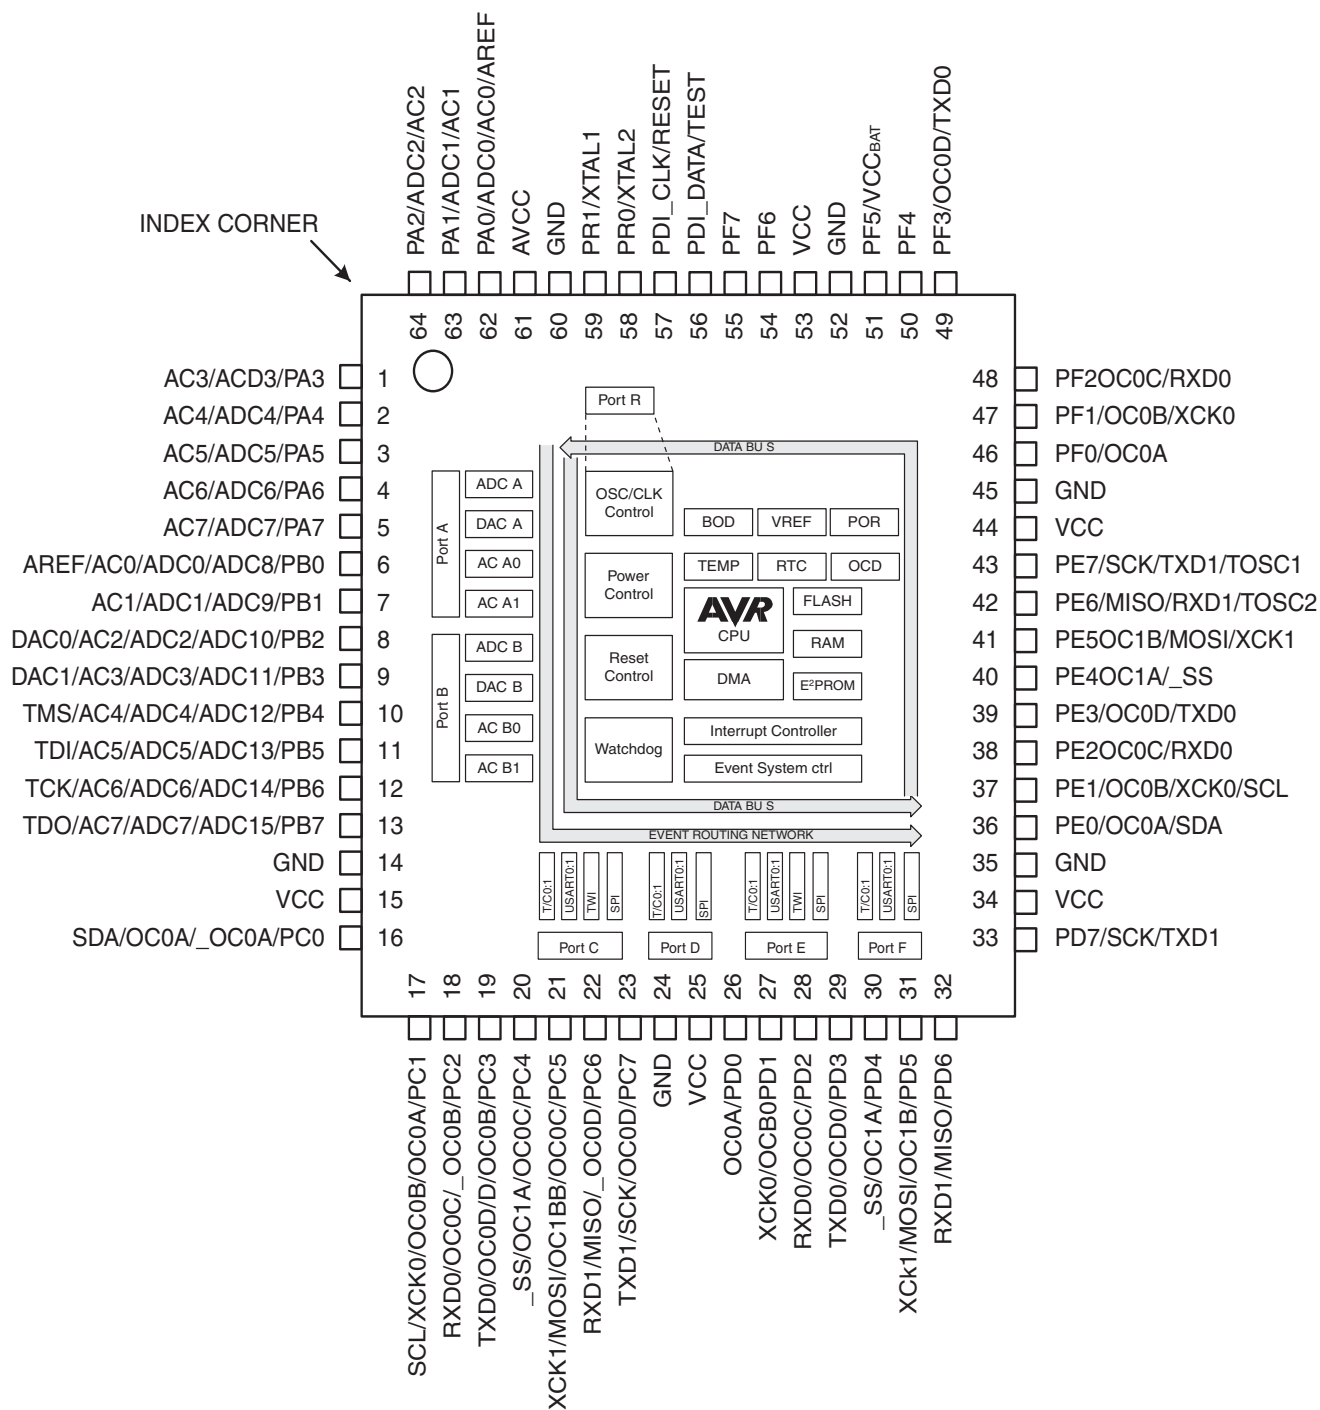 PA2/ADC2/AC2
PA1/ADC1/AC1
PA0/ADC0/AC0/AREF
AVCC
GND
PR1/XTAL1
PR0/XTAL2
PDI_CLK/RESET
PDI_DATA/TEST
PF7
PF6
VCC
GND
PF5/VCCBAT
PF4
PF3/OC0D/TXD0
INDEX CORNER
64
63
62
61
60
59
58
57
56
55
54
53
52
51
50
49
AC3/ACD3/PA3 1
AC4/ADC4/PA4 2
AC5/ADC5/PA5 3
AC6/ADC6/PA6 4
AC7/ADC7/PA7 5
AREF/AC0/ADC0/ADC8/PB0 6
AC1/ADC1/ADC9/PB1 7
DAC0/AC2/ADC2/ADC10/PB2 8
DAC1/AC3/ADC3/ADC11/PB3 9
TMS/AC4/ADC4/ADC12/PB4 10
TDI/AC5/ADC5/ADC13/PB5 11
TCK/AC6/ADC6/ADC14/PB6 12
TDO/AC7/ADC7/ADC15/PB7 13
GND 14
VCC 15
SDA/OC0A/_OC0A/PC0 16
Port R
DATA BU S
Port A
ADC A
DAC A
AC A0
AC A1
Port B
ADC B
DAC B
AC B0
AC B1
OSC/CLK
Control
Power
Control
Reset
Control
Watchdog
BOD
VREF
POR
TEMP
RTC
OCD
AVR
CPU
FLASH
RAM
DMA
E²PROM
Interrupt Controller
Event System ctrl
DATA BU S
EVENT ROUTING NETWORK
T/C0:1
USART0:1
TWI
SPI
T/C0:1
USART0:1
SPI
T/C0:1
USART0:1
TWI
SPI
T/C0:1
USART0:1
SPI
Port C
Port D
Port E
Port F
48 PF2OC0C/RXD0
47 PF1/OC0B/XCK0
46 PF0/OC0A
45 GND
44 VCC
43 PE7/SCK/TXD1/TOSC1
42 PE6/MISO/RXD1/TOSC2
41 PE5OC1B/MOSI/XCK1
40 PE4OC1A/_SS
39 PE3/OC0D/TXD0
38 PE2OC0C/RXD0
37 PE1/OC0B/XCK0/SCL
36 PE0/OC0A/SDA
35 GND
34 VCC
33 PD7/SCK/TXD1
17
18
19
20
21
22
23
24
25
26
27
28
29
30
31
32
SCL/XCK0/OC0B/OC0A/PC1
RXD0/OC0C/_OC0B/PC2
TXD0/OC0D/D/OC0B/PC3
_SS/OC1A/OC0C/PC4
XCK1/MOSI/OC1BB/OC0C/PC5
RXD1/MISO/_OC0D/PC6
TXD1/SCK/OC0D/PC7
GND
VCC
OC0A/PD0
XCK0/OCB0PD1
RXD0/OC0C/PD2
TXD0/OCD0/PD3
_SS/OC1A/PD4
XCk1/MOSI/OC1B/PD5
RXD1/MISO/PD6